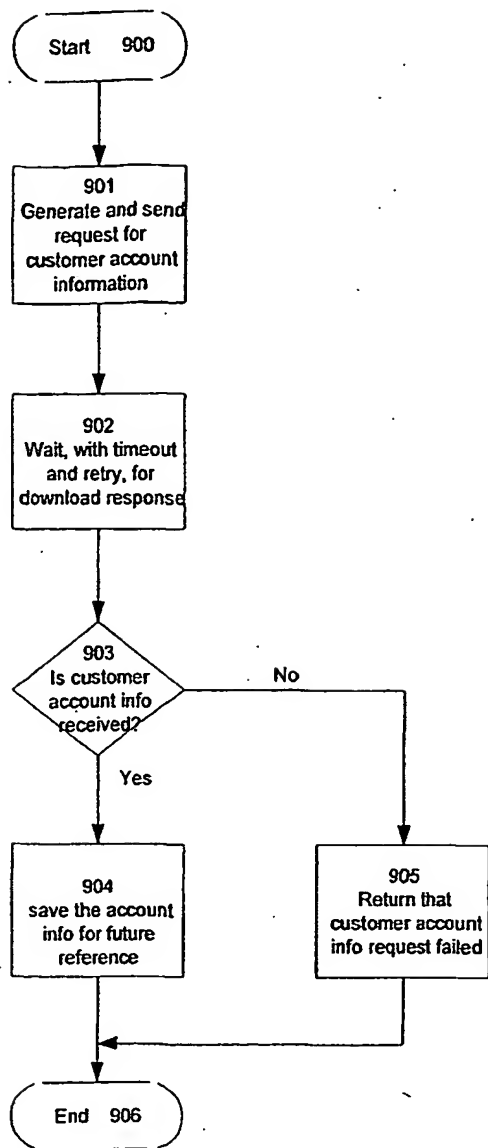 Start 900
901
Generate and send
request for
customer account
information
902
Wait, with timeout
and retry, for
download response
903
Is customer
account info
received?
No
Yes
904
save the account
info for future
reference
905
Return that
customer account
info request failed
End 906